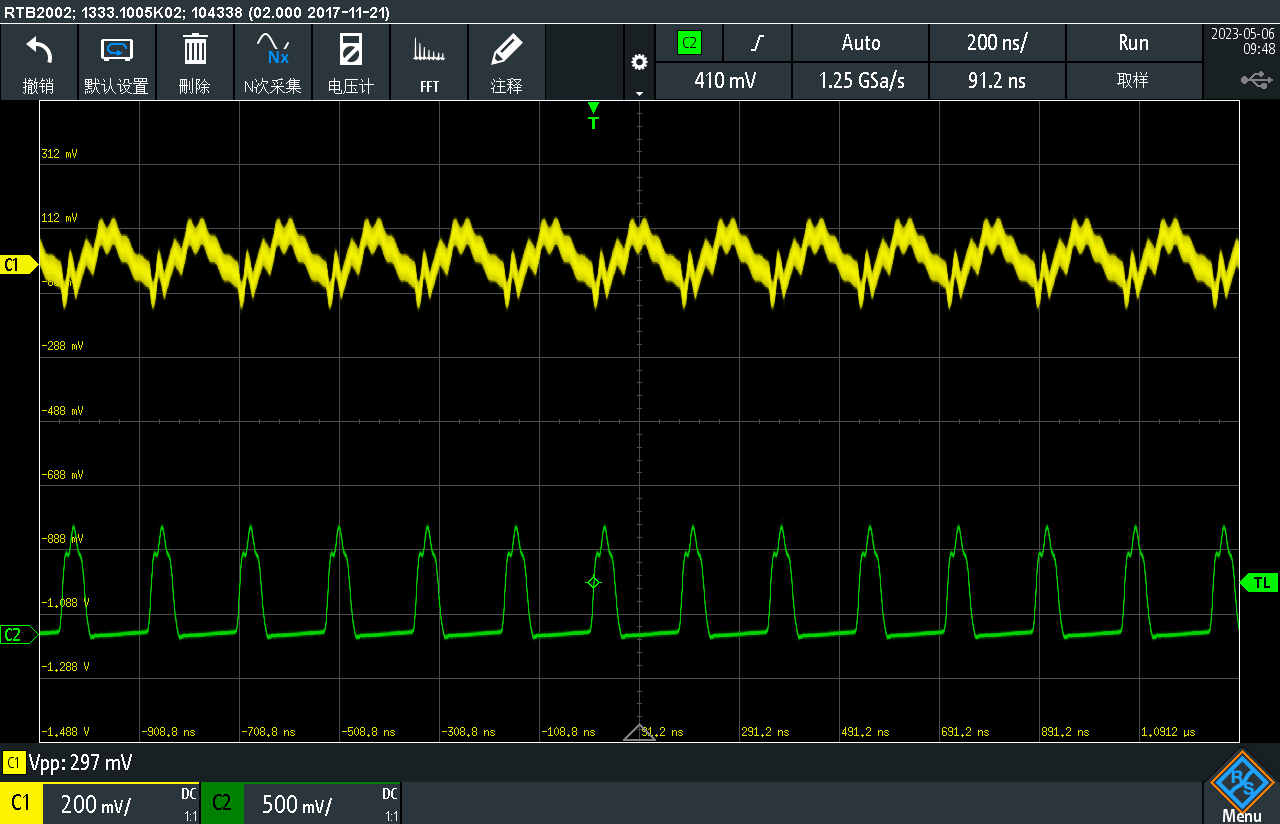 RTB2002; 1333.1005K02; 104338 (02.000 2017-11-21)
撤销
默认设置
Nx
N次采集
刪除
电压计
FFT
注释
C2
Auto
200 ns/
Run
2023-05-06
09:48
410 mV
1.25 GSa/s
91.2 ns
取样
T
312 mV
112 mV
C1
-288 mV
-488 mV
-688 mV
-888 mV
TL
-1.088 V
C2
-1.288 V
-1.488 V
-908.8 ns
-708.8 ns
-508.8 ns
-308.8 ns
-108.8 ns
91.2 ns
291.2 ns
491.2 ns
691.2 ns
891.2 ns
1.0912 µs
C1 Vpp: 297 mV
C1
200 mV/
DC
1:1
C2
500 mV/
DC
1:1
R S
Menu